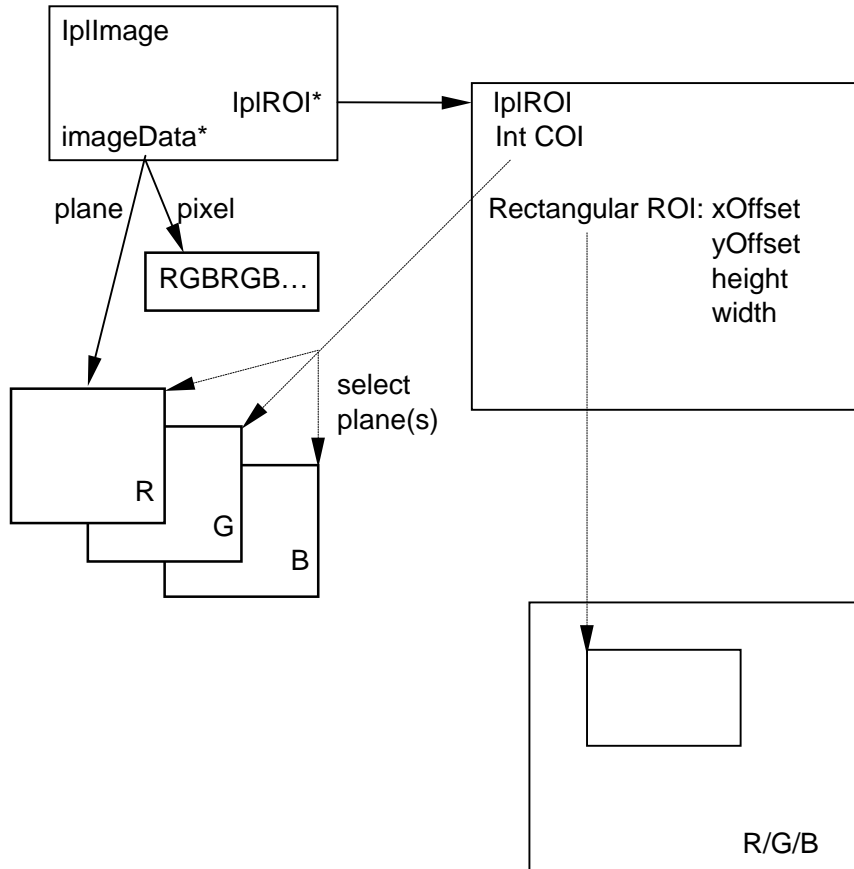 IplImage
IplROI*
imageData*
IplROI
Int COI
plane
pixel
Rectangular ROI: xOffset
yOffset
height
width
RGBRGB…
select
plane(s)
R
G
B
R/G/B